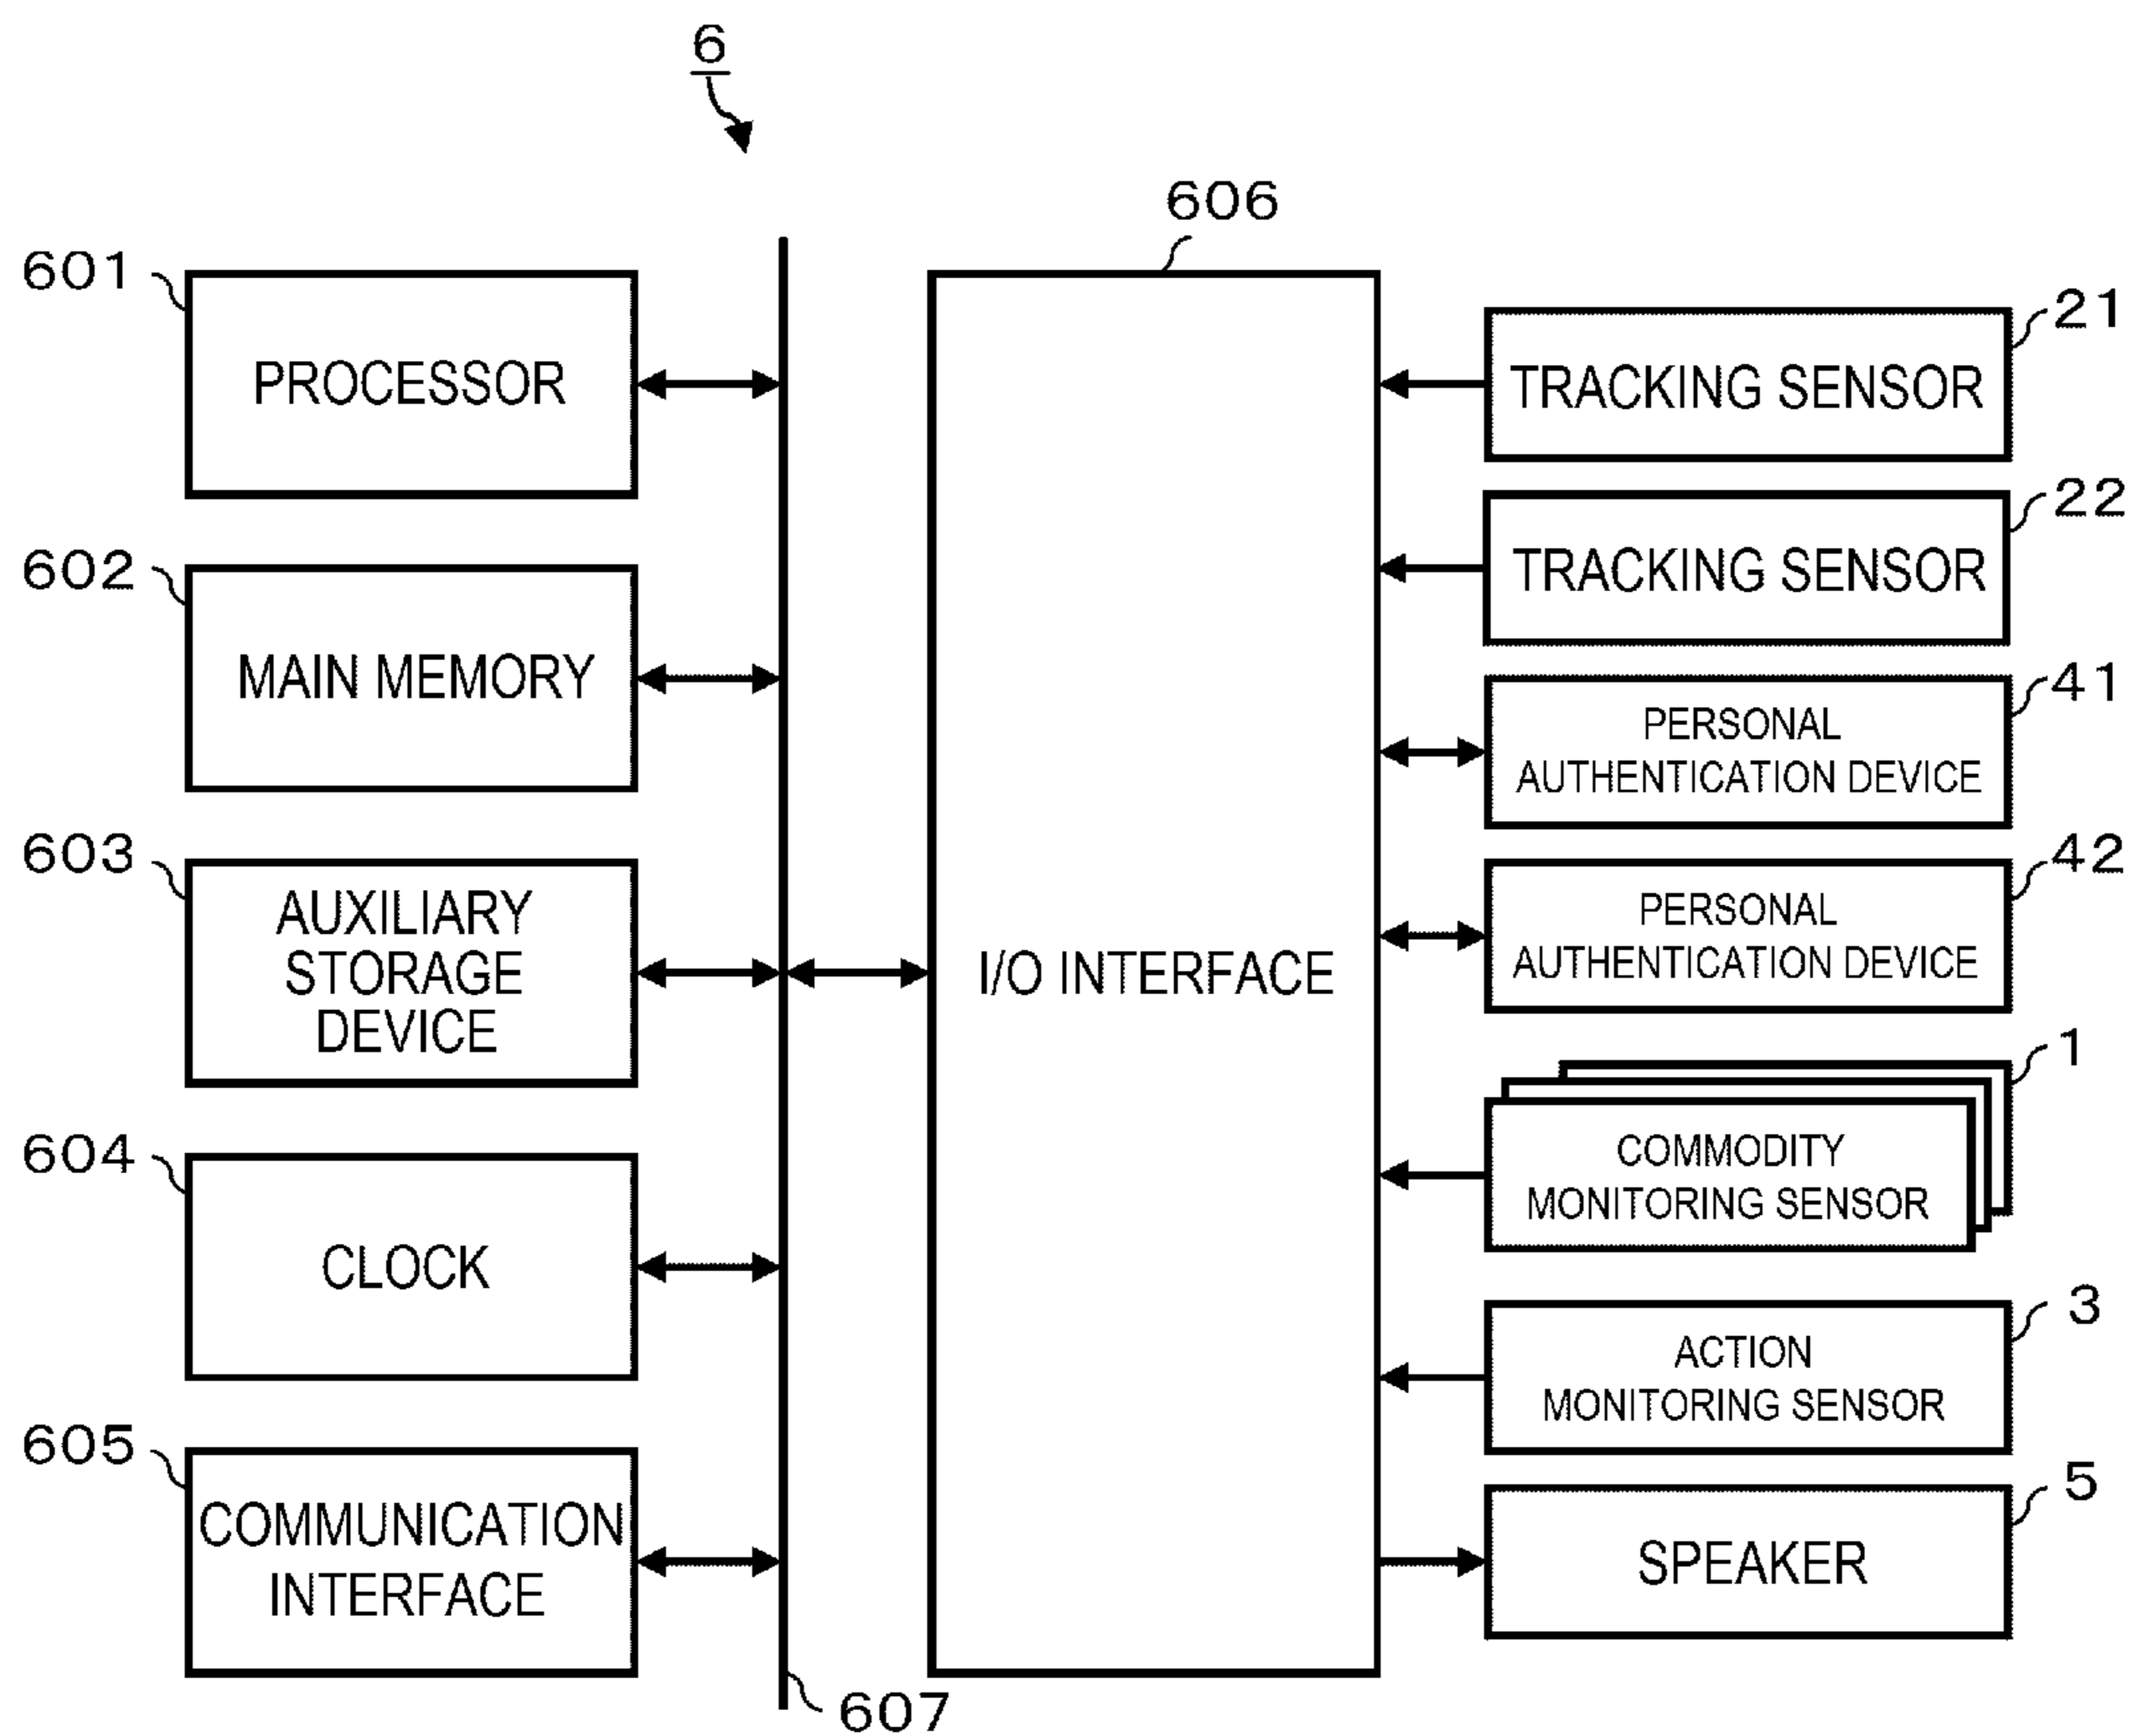 6
606
601
PROCESSOR
602
MAIN MEMORY
603
AUXILIARY
STORAGE
DEVICE
604
CLOCK
605
COMMUNICATION
INTERFACE
607
I/O INTERFACE
21
TRACKING SENSOR
22
TRACKING SENSOR
41
PERSONAL
AUTHENTICATION DEVICE
42
PERSONAL
AUTHENTICATION DEVICE
1
COMMODITY
MONITORING SENSOR
3
ACTION
MONITORING SENSOR
5
SPEAKER